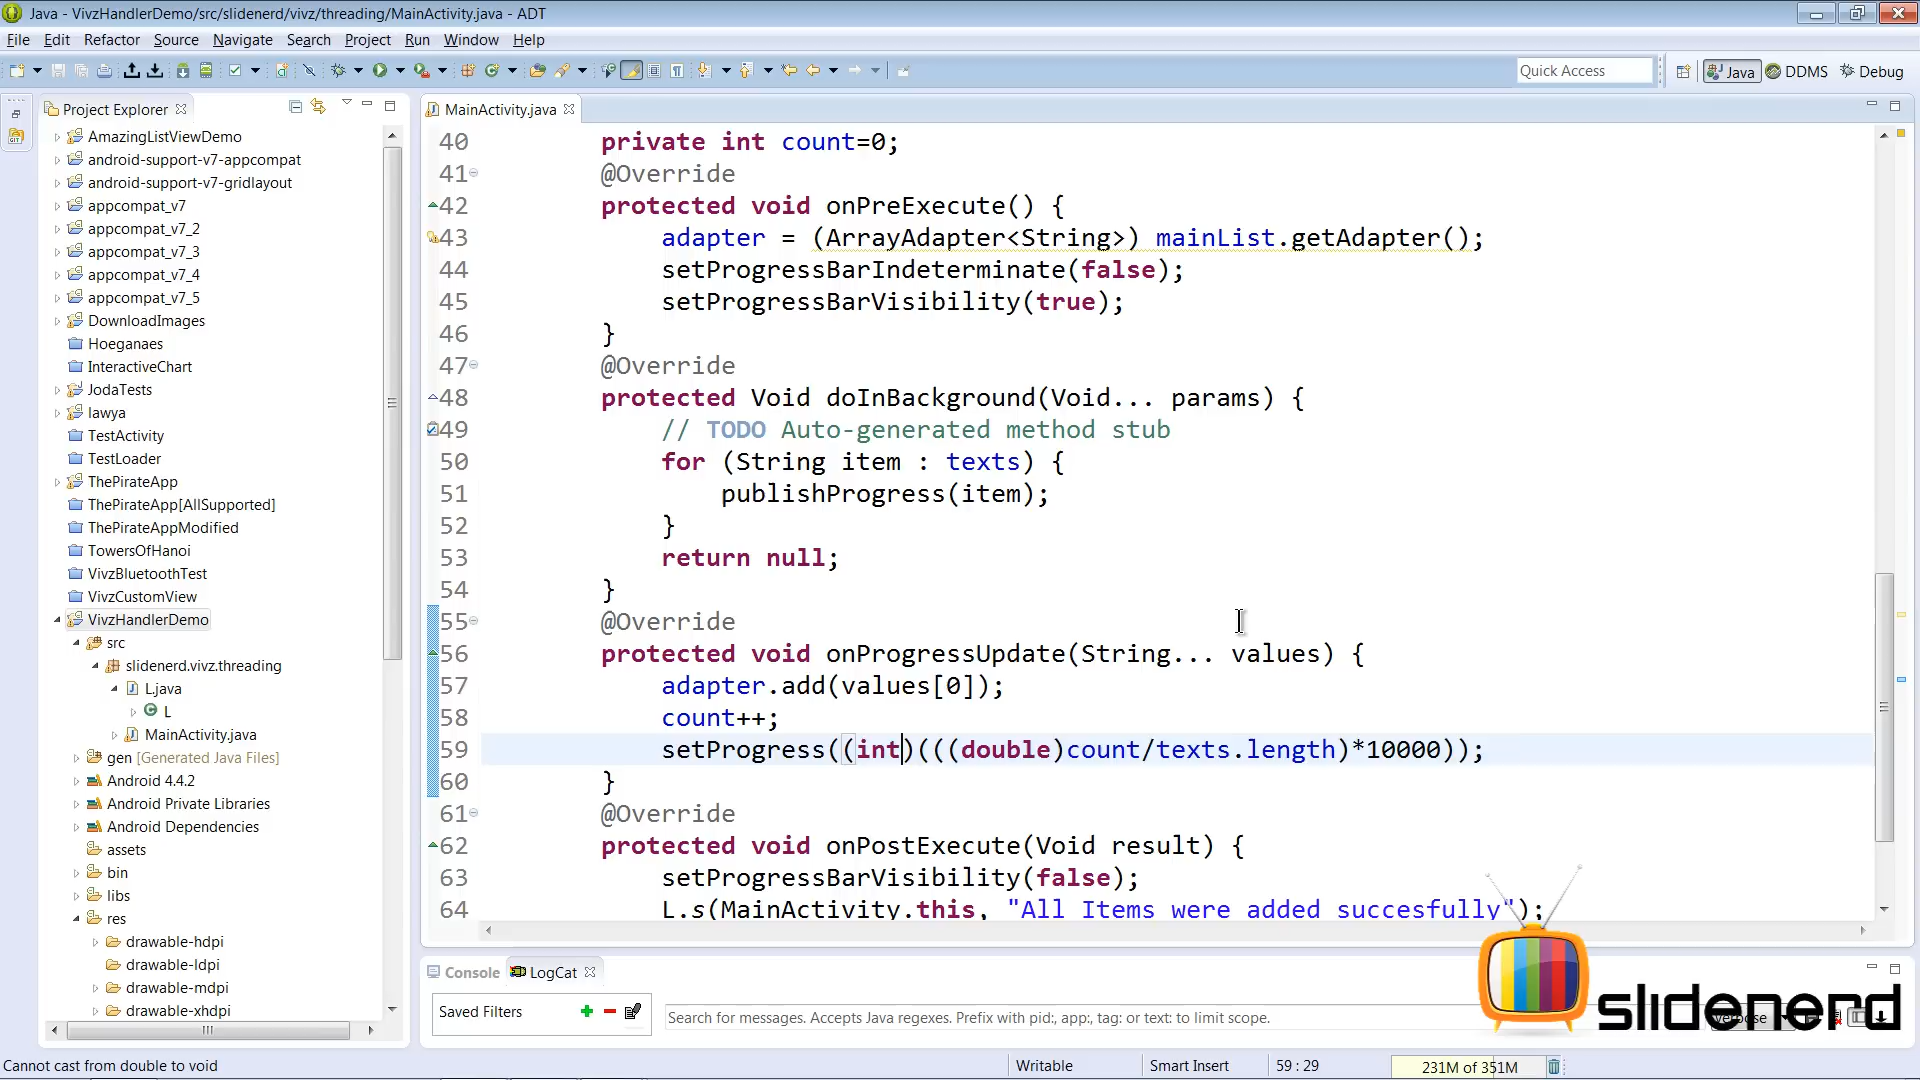 Java - VivzHandlerDemo/src/slidenerd/vivz/threading/MainActivity.java - ADT
File Edit Refactor Source Navigate Search Project Run Window Help
Quick Access
Java
DDMS
Debug
Project Explorer
AmazingListViewDemo
android-support-v7-appcompat
android-support-v7-gridlayout
appcompat_v7
appcompat_v7_2
appcompat_v7_3
appcompat_v7_4
appcompat_v7_5
DownloadImages
Hoeganaes
InteractiveChart
JodaTests
lawya
TestActivity
TestLoader
ThePirateApp
ThePirateApp[AllSupported]
ThePirateAppModified
TowersOfHanoi
VivzBluetoothTest
VivzCustomView
VivzHandlerDemo
src
slidenerd.vivz.threading
L.java
L
MainActivity.java
gen [Generated Java Files]
Android 4.4.2
Android Private Libraries
Android Dependencies
assets
bin
libs
res
drawable-hdpi
drawable-ldpi
drawable-mdpi
drawable-xhdpi
MainActivity.java
40 private int count=0;
41 @Override
42 protected void onPreExecute() {
43 adapter = (ArrayAdapter<String>) mainList.getAdapter();
44 setProgressBarIndeterminate(false);
45 setProgressBarVisibility(true);
46 }
47 @Override
48 protected Void doInBackground(Void... params) {
49 // TODO Auto-generated method stub
50 for (String item : texts) {
51 publishProgress(item);
52 }
53 return null;
54 }
55 @Override
56 protected void onProgressUpdate(String... values) {
57 adapter.add(values[0]);
58 count++;
59 setProgress((int)(((double)count/texts.length)*10000));
60 }
61 @Override
62 protected void onPostExecute(Void result) {
63 setProgressBarVisibility(false);
64 L.s(MainActivity.this, "All Items were added succesfully");
Console LogCat
Saved Filters
Search for messages. Accepts Java regexes. Prefix with pid:, app:, tag: or text: to limit scope.
verbose
slidenerd
Cannot cast from double to void
Writable
Smart Insert
59 : 29
231M of 351M